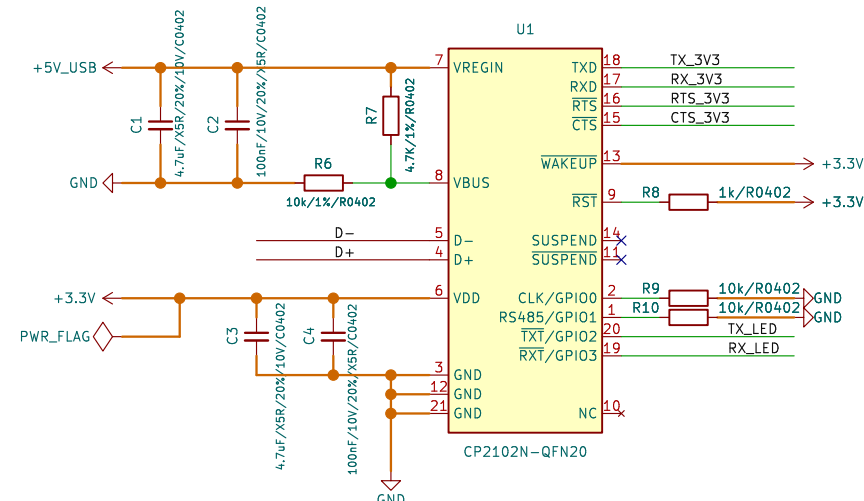 U1
+5V_USB
C1
4.7uF/X5R/20%/10V/C0402
C2
100nF/10V/20%/X5R/C0402
R7
4.7K/1%/R0402
GND
R6
10k/1%/R0402
7 VREGIN
8 VBUS
D- 5 D-
D+ 4 D+
+3.3V
6 VDD
PWR_FLAG
C3
4.7uF/X5R/20%/10V/C0402
C4
100nF/10V/20%/X5R/C0402
3 GND
12 GND
21 GND
GND
TXD 18 TX_3V3
RXD 17 RX_3V3
RTS 16 RTS_3V3
CTS 15 CTS_3V3
WAKEUP 13 +3.3V
RST 9 R8 1k/R0402 +3.3V
SUSPEND 14
SUSPEND 11
CLK/GPIO0 2 R9 10k/R0402 GND
RS485/GPIO1 1 R10 10k/R0402 GND
TXT/GPIO2 20 TX_LED
RXT/GPIO3 19 RX_LED
NC 10
CP2102N-QFN20